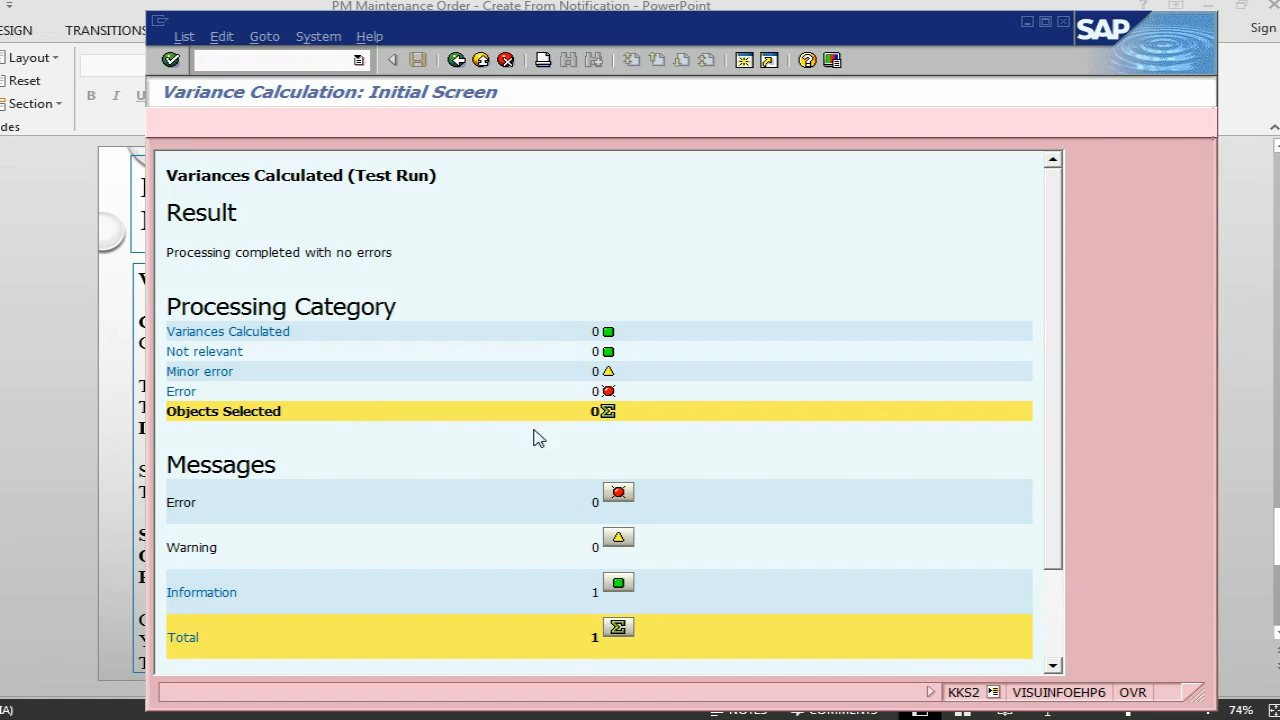 PM Maintenance Order - Create From Notification - PowerPoint
ESIGN TRANSITIONS Sign
List Edit Goto System Help
SAP
Layout
Reset
Section
B I U
des
Variance Calculation: Initial Screen
Variances Calculated (Test Run)
Result
Processing completed with no errors
Processing Category
Variances Calculated 0
Not relevant 0
Minor error 0
Error 0
Objects Selected 0
Messages
Error 0
Warning 0
Information 1
Total 1
KKS2 VISUINFOEHP6 OVR
NOTES COMMENTS 74%